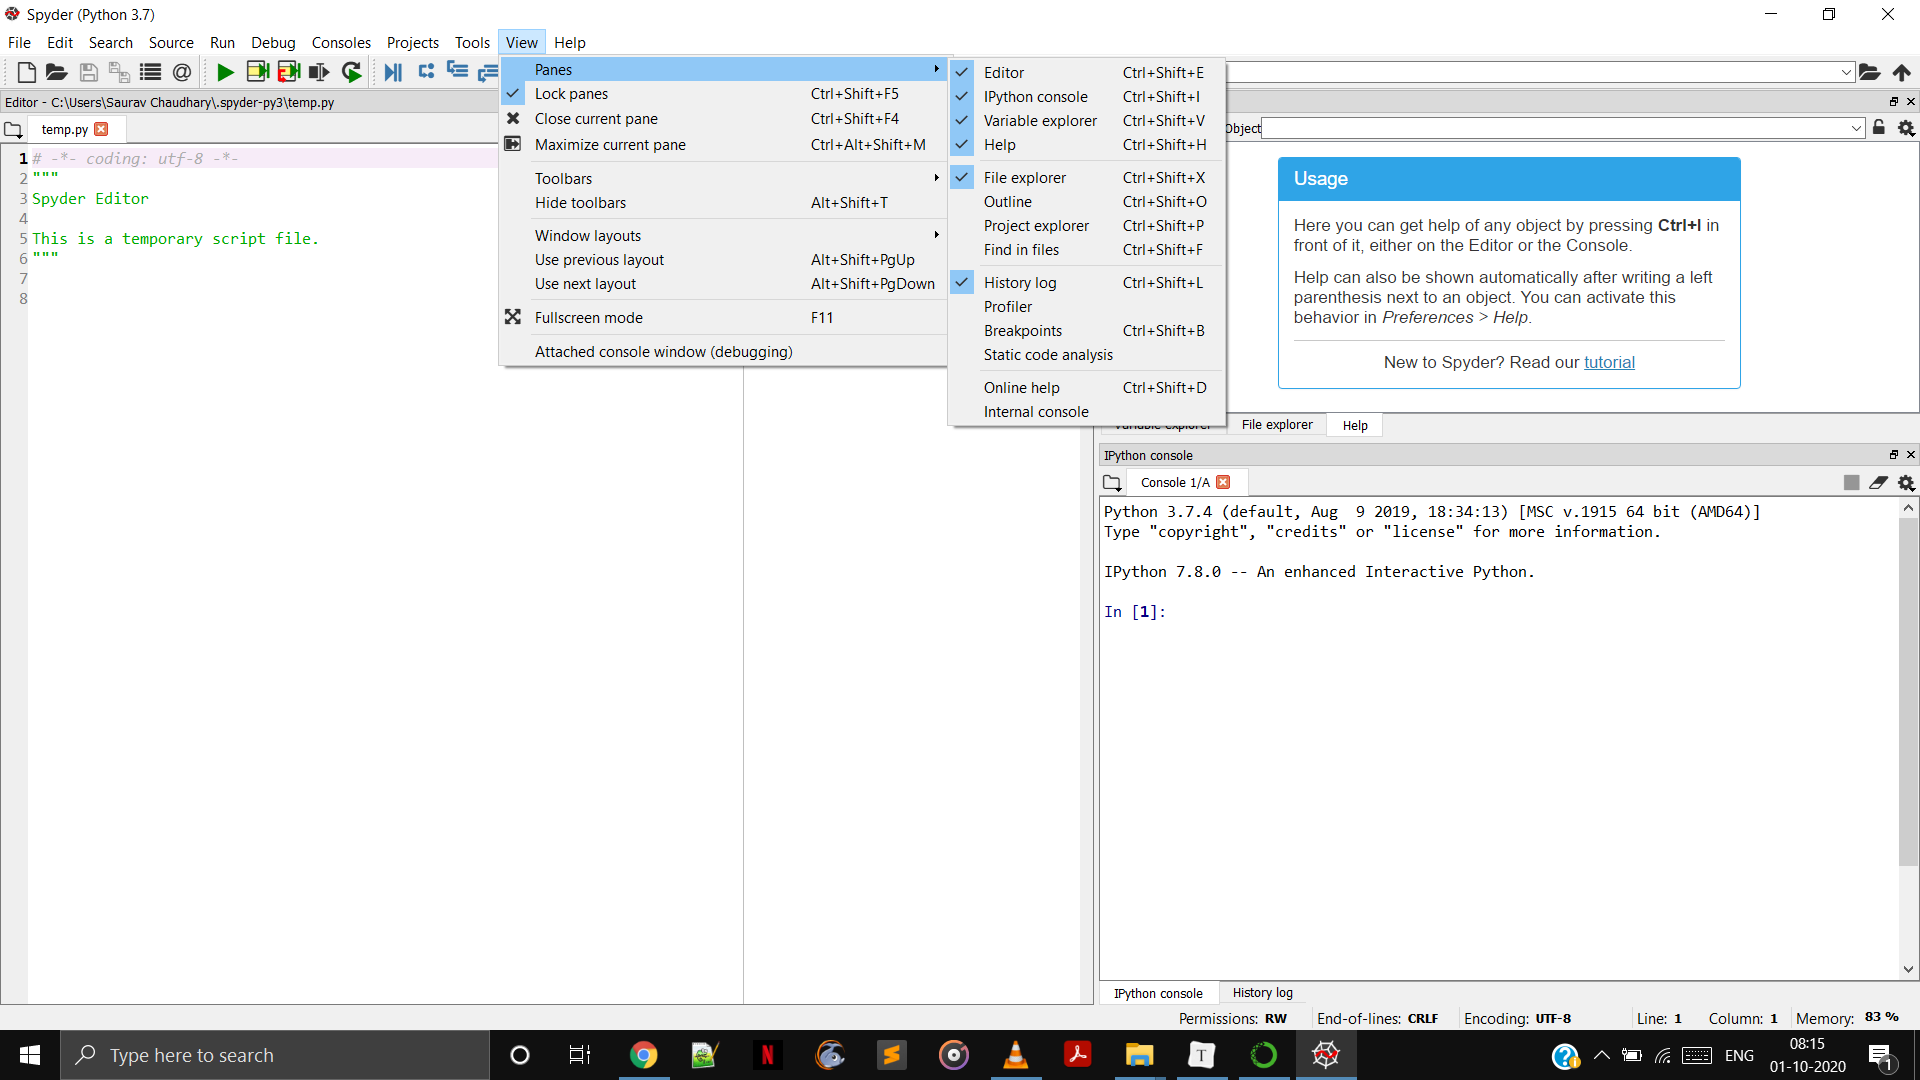 Spyder (Python 3.7)
File Edit Search Source Run Debug Consoles Projects Tools View Help
Editor - C:\Users\Saurav Chaudhary\.spyder-py3\temp.py
temp.py
1 # -*- coding: utf-8 -*-
2 """
3 Spyder Editor
4
5 This is a temporary script file.
6 """
7
8
Panes
Lock panes Ctrl+Shift+F5
Close current pane Ctrl+Shift+F4
Maximize current pane Ctrl+Alt+Shift+M
Toolbars
Hide toolbars Alt+Shift+T
Window layouts
Use previous layout Alt+Shift+PgUp
Use next layout Alt+Shift+PgDown
Fullscreen mode F11
Attached console window (debugging)
Editor Ctrl+Shift+E
IPython console Ctrl+Shift+I
Variable explorer Ctrl+Shift+V
Help Ctrl+Shift+H
File explorer Ctrl+Shift+X
Outline Ctrl+Shift+O
Project explorer Ctrl+Shift+P
Find in files Ctrl+Shift+F
History log Ctrl+Shift+L
Profiler
Breakpoints Ctrl+Shift+B
Static code analysis
Online help Ctrl+Shift+D
Internal console
Object
Usage
Here you can get help of any object by pressing Ctrl+I in
front of it, either on the Editor or the Console.
Help can also be shown automatically after writing a left
parenthesis next to an object. You can activate this
behavior in Preferences > Help.
New to Spyder? Read our tutorial
Variable explorer File explorer Help
IPython console
Console 1/A
Python 3.7.4 (default, Aug  9 2019, 18:34:13) [MSC v.1915 64 bit (AMD64)]
Type "copyright", "credits" or "license" for more information.
IPython 7.8.0 -- An enhanced Interactive Python.
In [1]:
IPython console History log
Permissions: RW End-of-lines: CRLF Encoding: UTF-8 Line: 1 Column: 1 Memory: 83 %
Type here to search
ENG
08:15
01-10-2020
1